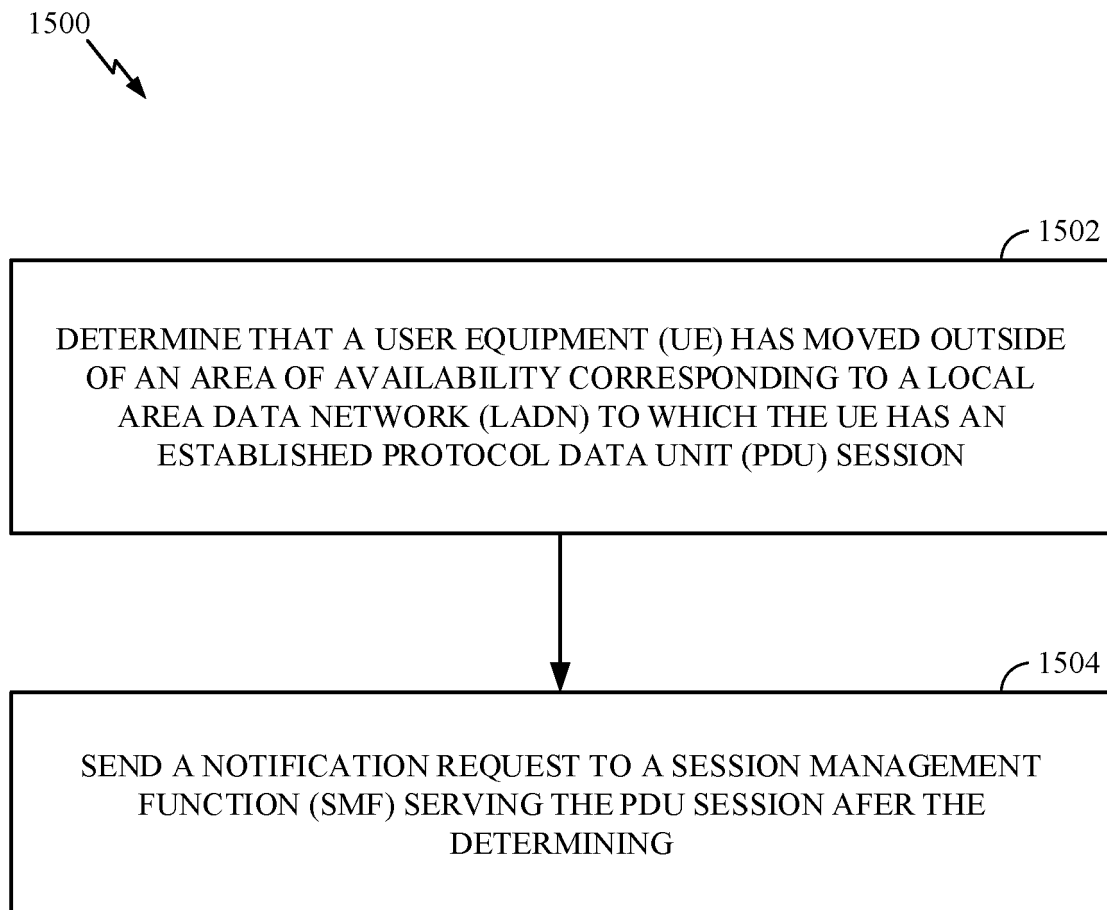 1500
1502
DETERMINE THAT A USER EQUIPMENT (UE) HAS MOVED OUTSIDE
OF AN AREA OF AVAILABILITY CORRESPONDING TO A LOCAL
AREA DATA NETWORK (LADN) TO WHICH THE UE HAS AN
ESTABLISHED PROTOCOL DATA UNIT (PDU) SESSION
1504
SEND A NOTIFICATION REQUEST TO A SESSION MANAGEMENT
FUNCTION (SMF) SERVING THE PDU SESSION AFER THE
DETERMINING